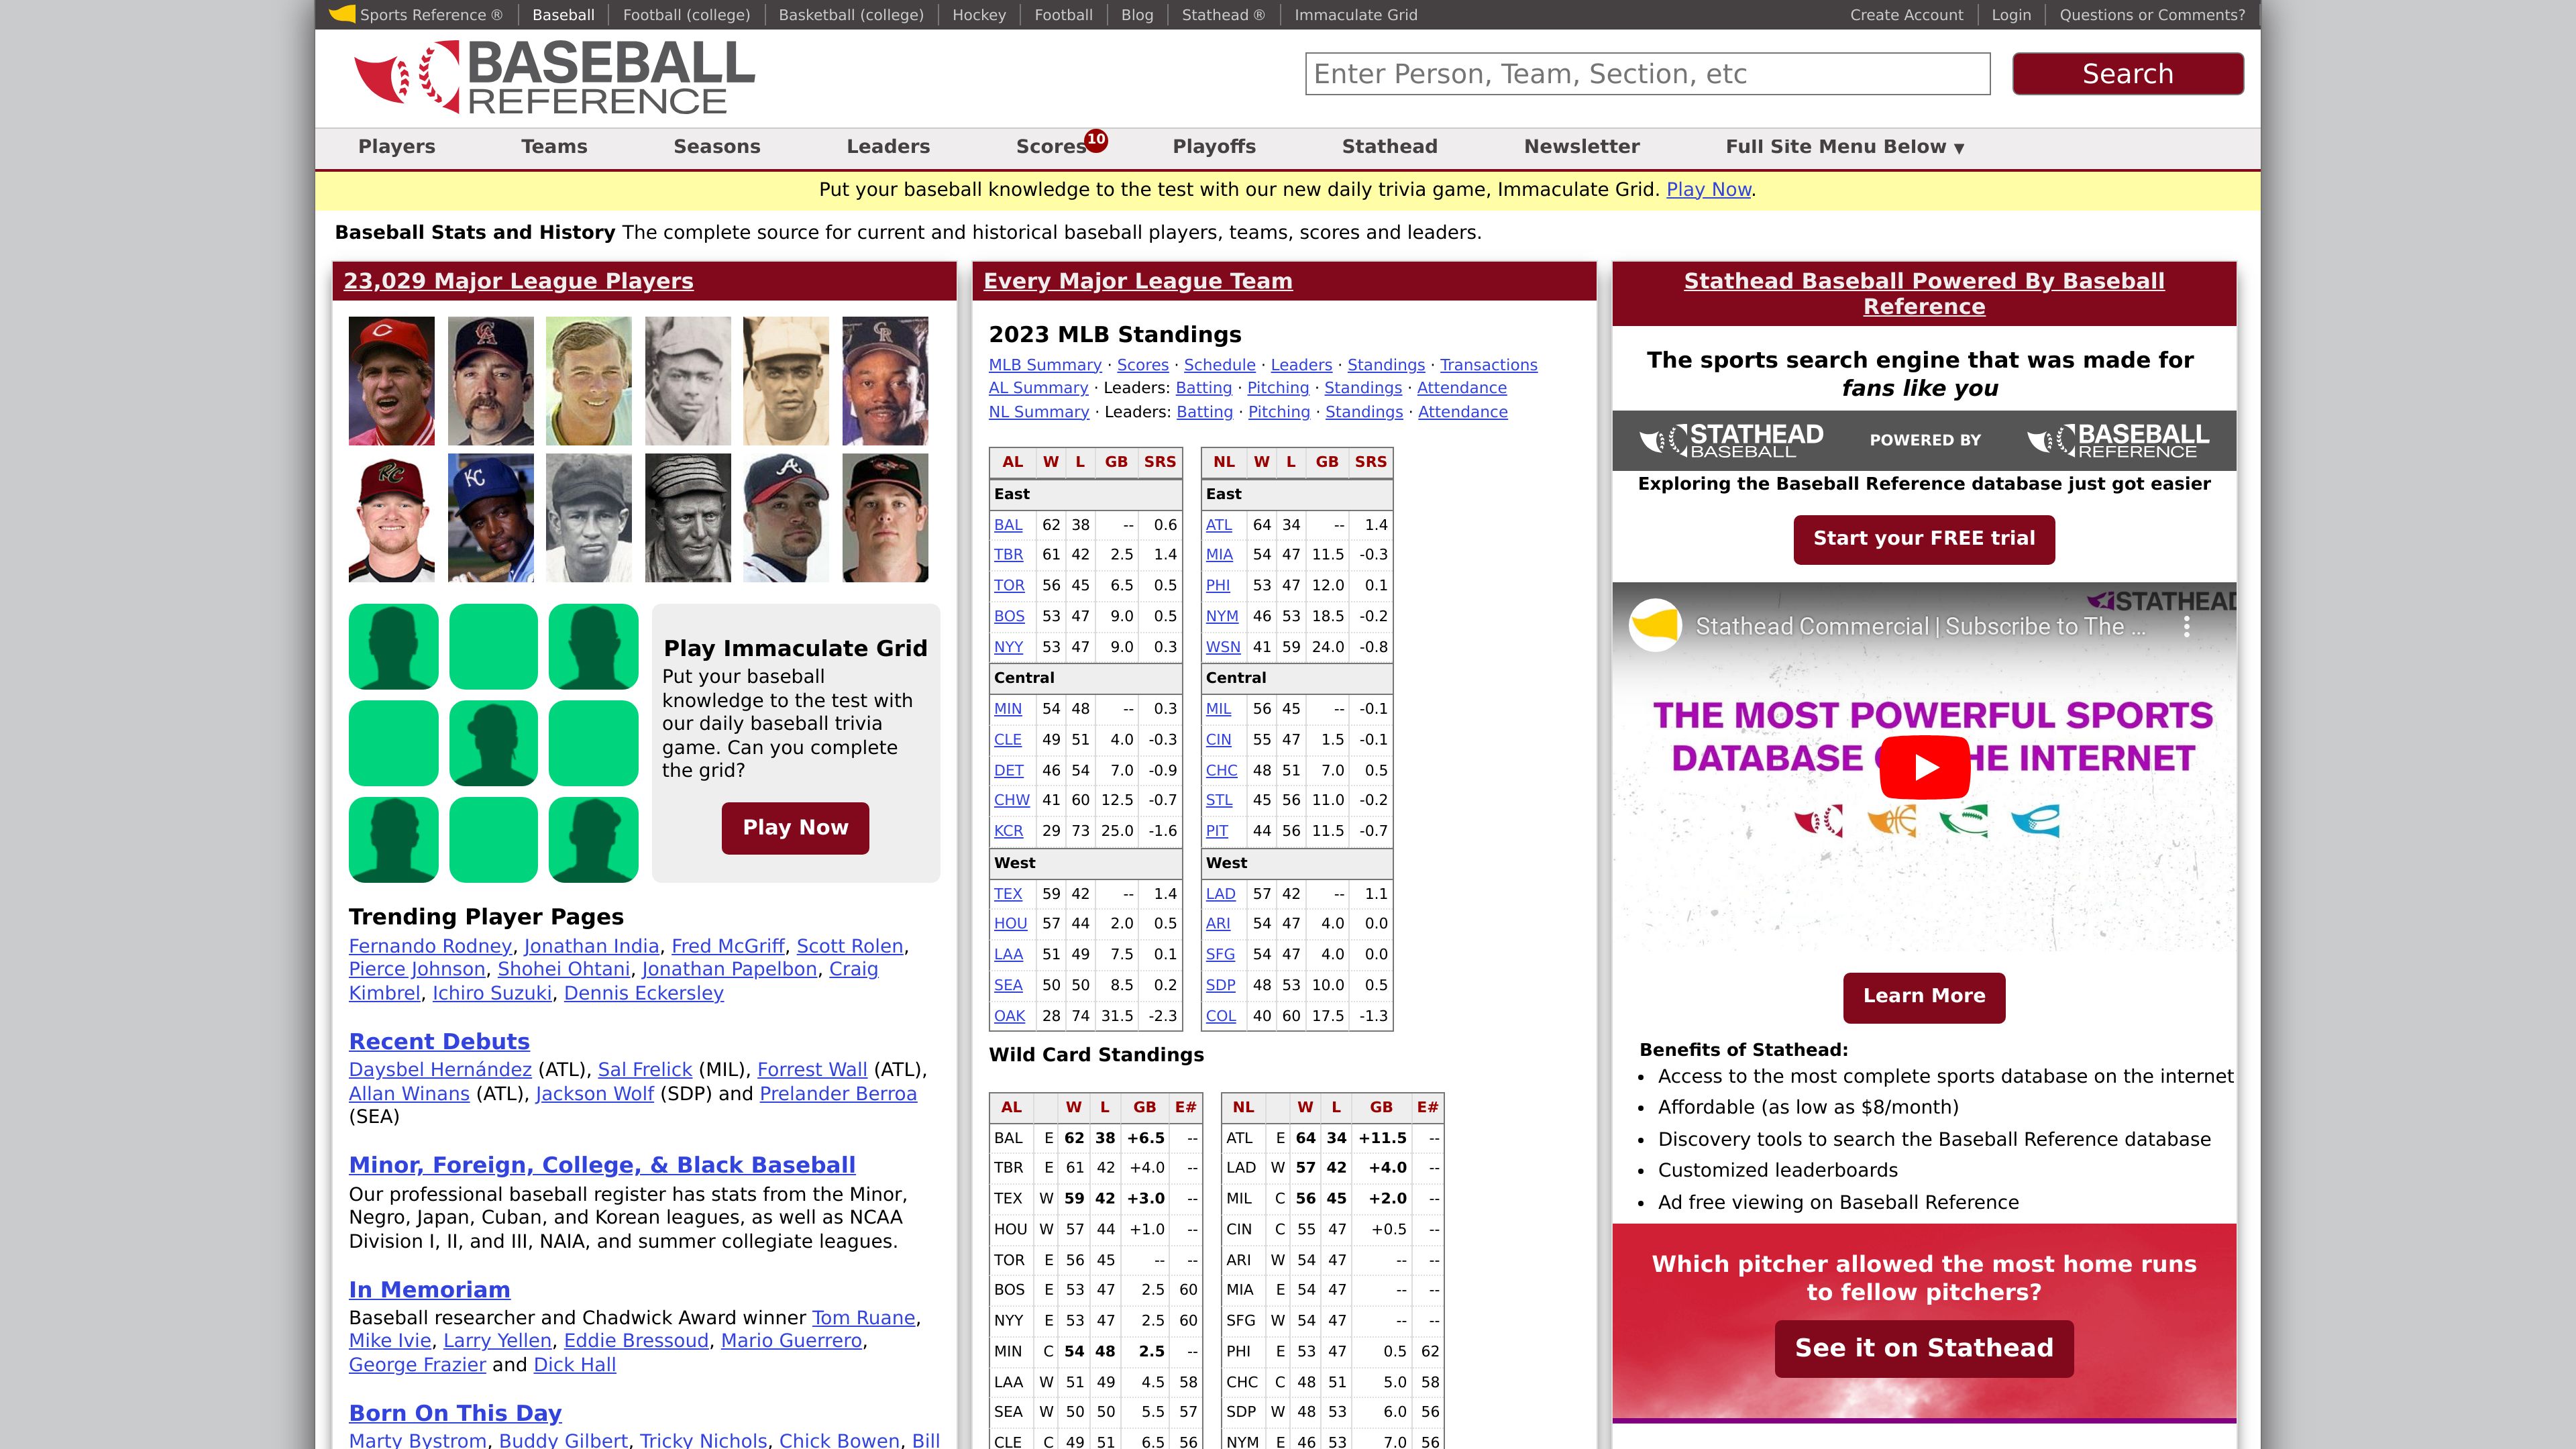 Sports Reference ® Baseball Football (college) Basketball (college) Hockey Football Blog Stathead ® Immaculate Grid Create Account Login Questions or Comments?
BASEBALL
REFERENCE
Enter Person, Team, Section, etc Search
Players Teams Seasons Leaders Scores 10 Playoffs Stathead Newsletter Full Site Menu Below ▼
Put your baseball knowledge to the test with our new daily trivia game, Immaculate Grid. Play Now.
Baseball Stats and History The complete source for current and historical baseball players, teams, scores and leaders.
23,029 Major League Players
Play Immaculate Grid
Put your baseball
knowledge to the test with
our daily baseball trivia
game. Can you complete
the grid?
Play Now
Trending Player Pages
Fernando Rodney, Jonathan India, Fred McGriff, Scott Rolen,
Pierce Johnson, Shohei Ohtani, Jonathan Papelbon, Craig
Kimbrel, Ichiro Suzuki, Dennis Eckersley
Recent Debuts
Daysbel Hernández (ATL), Sal Frelick (MIL), Forrest Wall (ATL),
Allan Winans (ATL), Jackson Wolf (SDP) and Prelander Berroa
(SEA)
Minor, Foreign, College, & Black Baseball
Our professional baseball register has stats from the Minor,
Negro, Japan, Cuban, and Korean leagues, as well as NCAA
Division I, II, and III, NAIA, and summer collegiate leagues.
In Memoriam
Baseball researcher and Chadwick Award winner Tom Ruane,
Mike Ivie, Larry Yellen, Eddie Bressoud, Mario Guerrero,
George Frazier and Dick Hall
Born On This Day
Marty Bystrom, Buddy Gilbert, Tricky Nichols, Chick Bowen, Bill
Every Major League Team
2023 MLB Standings
MLB Summary · Scores · Schedule · Leaders · Standings · Transactions
AL Summary · Leaders: Batting · Pitching · Standings · Attendance
NL Summary · Leaders: Batting · Pitching · Standings · Attendance
AL W L GB SRS
East
BAL 62 38 -- 0.6
TBR 61 42 2.5 1.4
TOR 56 45 6.5 0.5
BOS 53 47 9.0 0.5
NYY 53 47 9.0 0.3
Central
MIN 54 48 -- 0.3
CLE 49 51 4.0 -0.3
DET 46 54 7.0 -0.9
CHW 41 60 12.5 -0.7
KCR 29 73 25.0 -1.6
West
TEX 59 42 -- 1.4
HOU 57 44 2.0 0.5
LAA 51 49 7.5 0.1
SEA 50 50 8.5 0.2
OAK 28 74 31.5 -2.3
NL W L GB SRS
East
ATL 64 34 -- 1.4
MIA 54 47 11.5 -0.3
PHI 53 47 12.0 0.1
NYM 46 53 18.5 -0.2
WSN 41 59 24.0 -0.8
Central
MIL 56 45 -- -0.1
CIN 55 47 1.5 -0.1
CHC 48 51 7.0 0.5
STL 45 56 11.0 -0.2
PIT 44 56 11.5 -0.7
West
LAD 57 42 -- 1.1
ARI 54 47 4.0 0.0
SFG 54 47 4.0 0.0
SDP 48 53 10.0 0.5
COL 40 60 17.5 -1.3
Wild Card Standings
AL W L GB E#
BAL E 62 38 +6.5 --
TBR E 61 42 +4.0 --
TEX W 59 42 +3.0 --
HOU W 57 44 +1.0 --
TOR E 56 45 -- --
BOS E 53 47 2.5 60
NYY E 53 47 2.5 60
MIN C 54 48 2.5 --
LAA W 51 49 4.5 58
SEA W 50 50 5.5 57
CLE C 49 51 6.5 56
NL W L GB E#
ATL E 64 34 +11.5 --
LAD W 57 42 +4.0 --
MIL C 56 45 +2.0 --
CIN C 55 47 +0.5 --
ARI W 54 47 -- --
MIA E 54 47 -- --
SFG W 54 47 -- --
PHI E 53 47 0.5 62
CHC C 48 51 5.0 58
SDP W 48 53 6.0 56
NYM E 46 53 7.0 56
Stathead Baseball Powered By Baseball
Reference
The sports search engine that was made for
fans like you
STATHEAD
BASEBALL
POWERED BY
BASEBALL
REFERENCE
Exploring the Baseball Reference database just got easier
Start your FREE trial
STATHEAD
Stathead Commercial | Subscribe to The ...
THE MOST POWERFUL SPORTS
DATABASE HE INTERNET
Learn More
Benefits of Stathead:
• Access to the most complete sports database on the internet
• Affordable (as low as $8/month)
• Discovery tools to search the Baseball Reference database
• Customized leaderboards
• Ad free viewing on Baseball Reference
Which pitcher allowed the most home runs
to fellow pitchers?
See it on Stathead